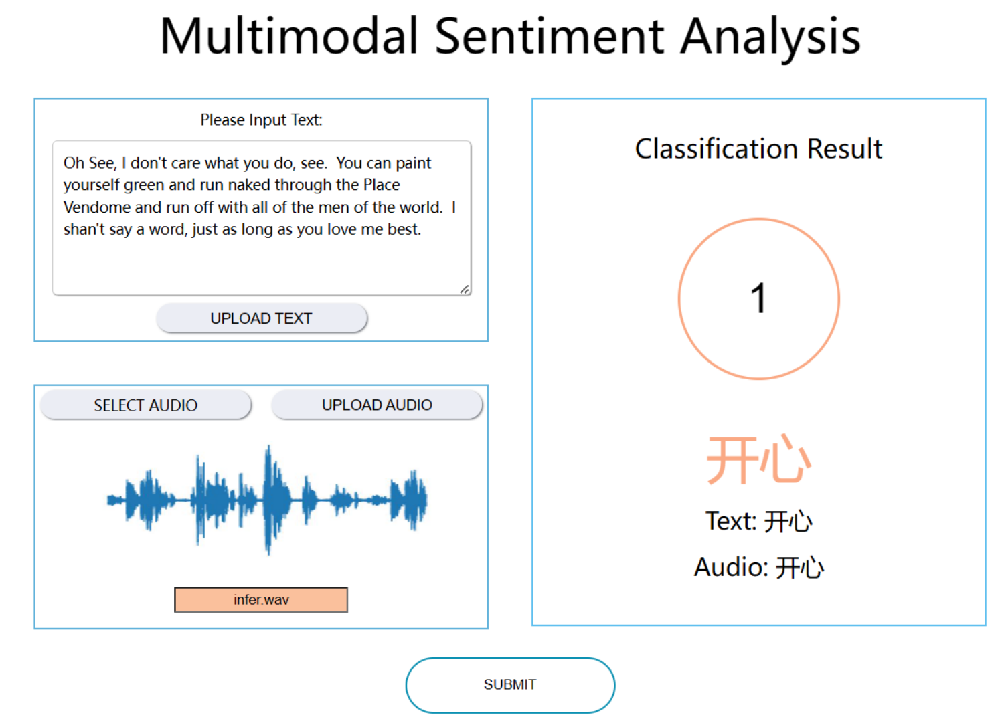 Multimodal Sentiment Analysis
Please Input Text:
Oh See, I don't care what you do, see.  You can paint
yourself green and run naked through the Place
Vendome and run off with all of the men of the world.  I
shan't say a word, just as long as you love me best.
UPLOAD TEXT
SELECT AUDIO
UPLOAD AUDIO
infer.wav
Classification Result
1
开心
Text: 开心
Audio: 开心
SUBMIT